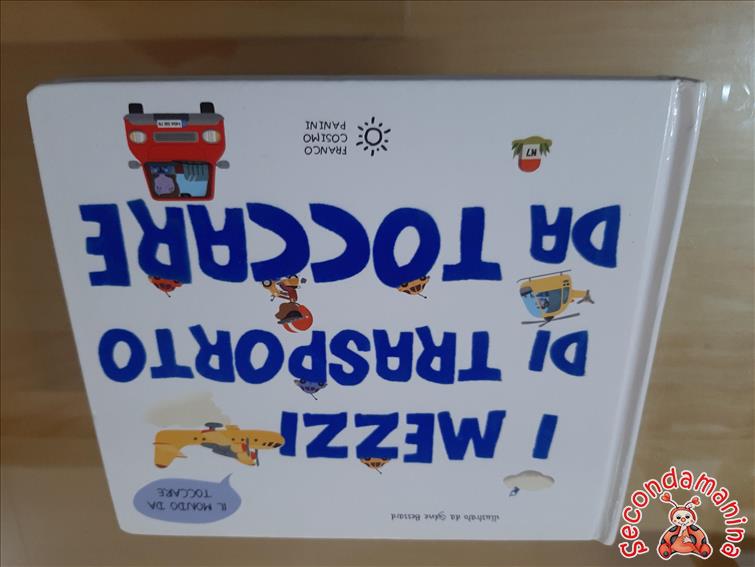 illustrato da Sylvie Bessard
IL MONDO DA
TOCCARE
I MEZZI
DI TRASPORTO
DA TOCCARE
FRANCO
COSIMO
PANINI
secondamanina